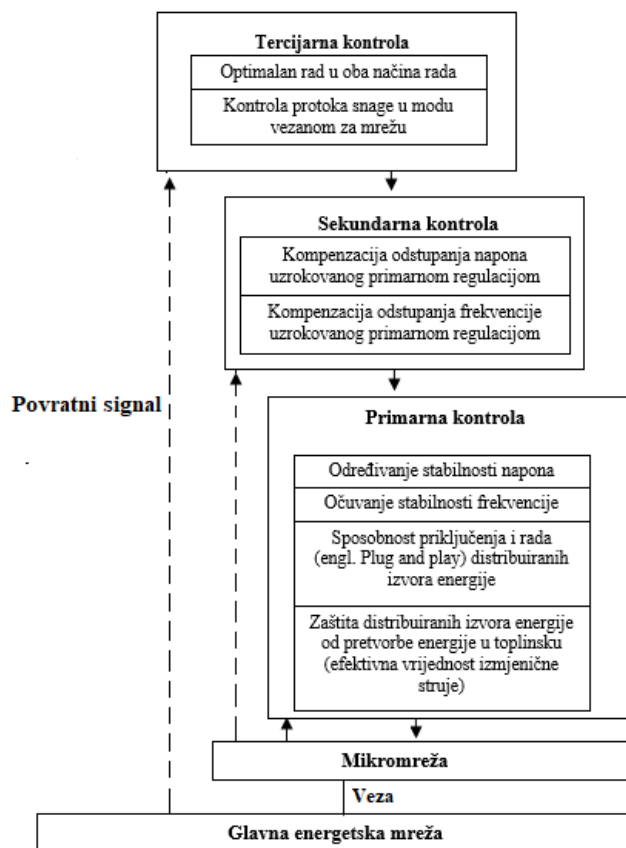 Tercijarna kontrola
Optimalan rad u oba načina rada
Kontrola protoka snage u modu
vezanom za mrežu
Sekundarna kontrola
Kompenzacija odstupanja napona
uzrokovanog primarnom regulacijom
Kompenzacija odstupanja frekvencije
uzrokovanog primarnom regulacijom
Povratni signal
Primarna kontrola
Određivanje stabilnosti napona
Očuvanje stabilnosti frekvencije
Sposobnost priključenja i rada
(engl. Plug and play) distribuiranih
izvora energije
Zaštita distribuiranih izvora energije
od pretvorbe energije u toplinsku
(efektivna vrijednost izmjenične
struje)
Mikromreža
Veza
Glavna energetska mreža